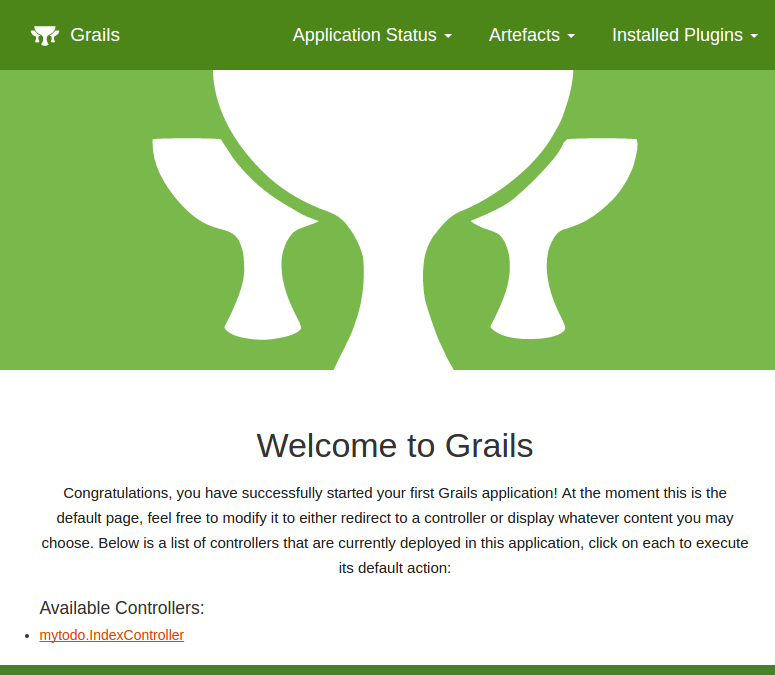 Grails Application Status Artefacts Installed Plugins
Welcome to Grails
Congratulations, you have successfully started your first Grails application! At the moment this is the
default page, feel free to modify it to either redirect to a controller or display whatever content you may
choose. Below is a list of controllers that are currently deployed in this application, click on each to execute
its default action:
Available Controllers:
mytodo.IndexController